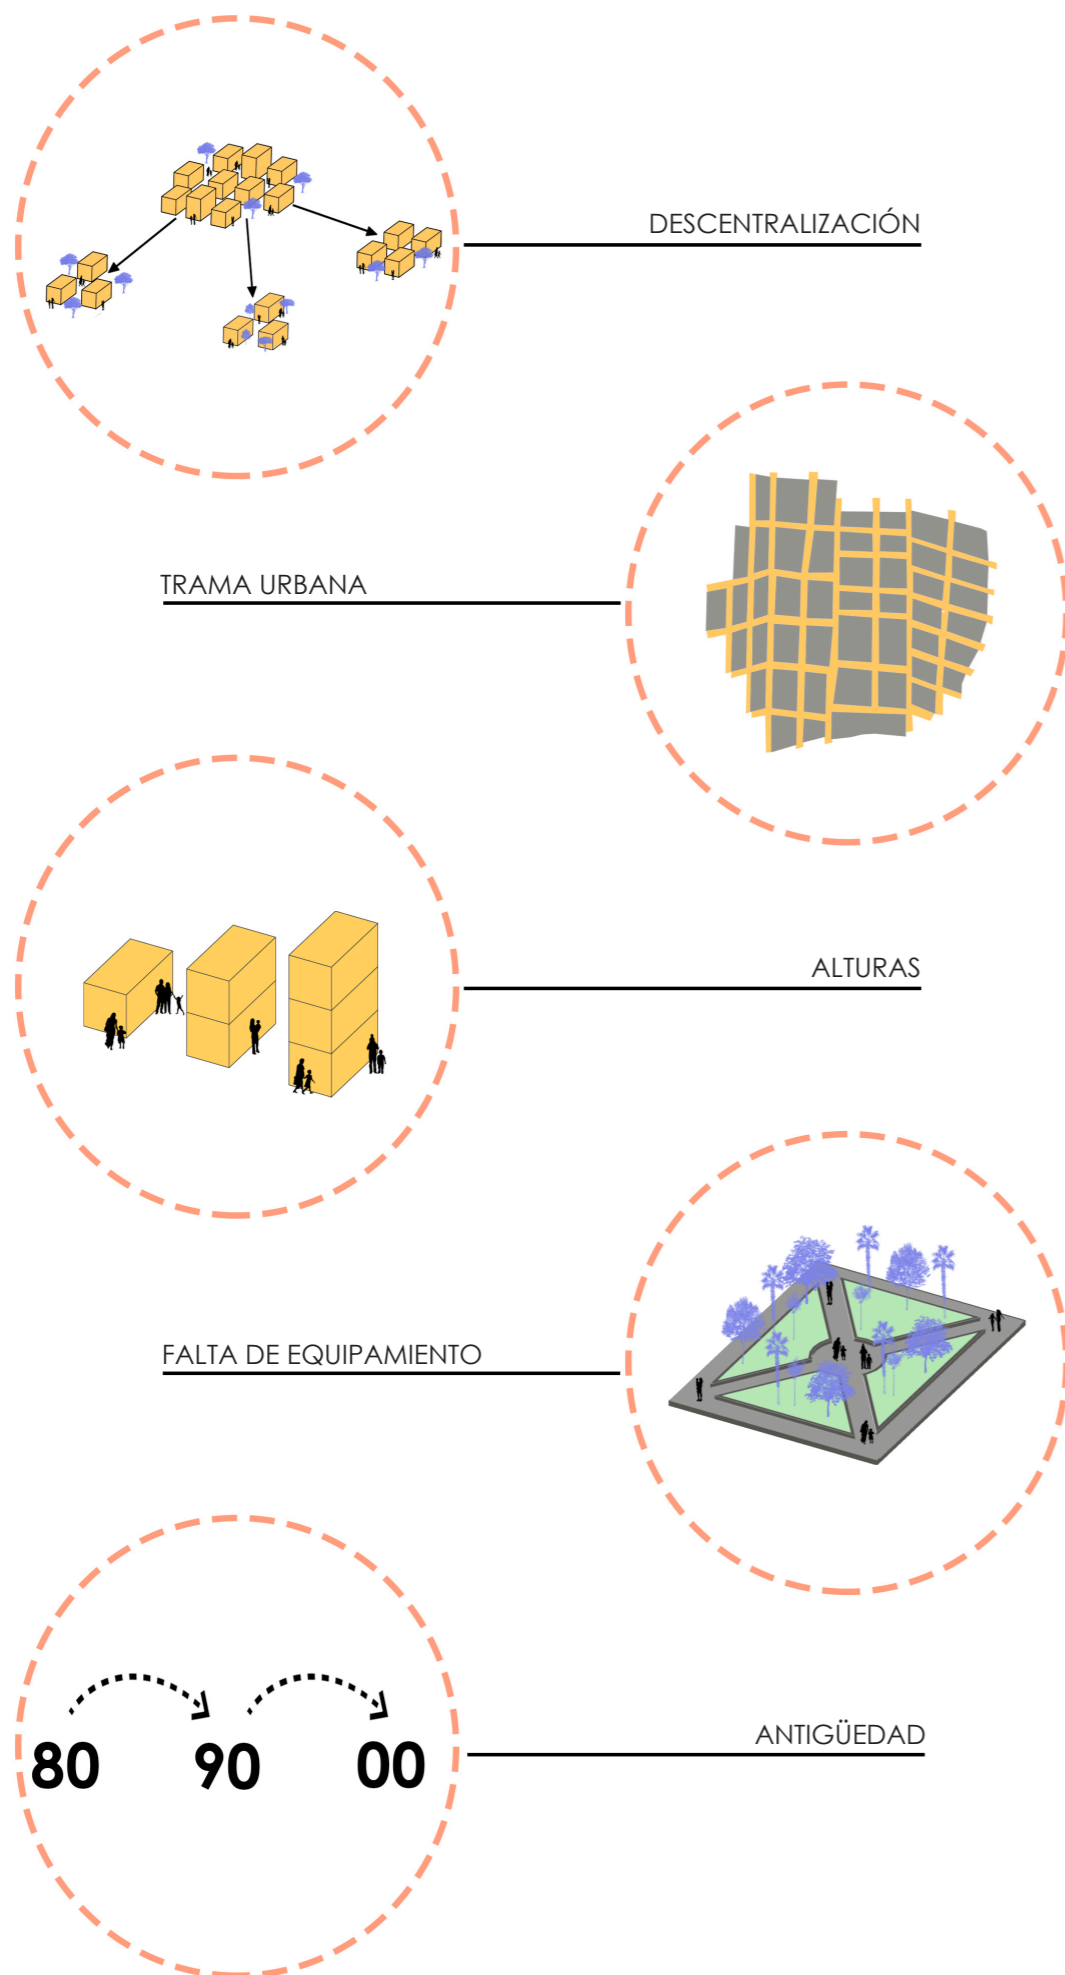 DESCENTRALIZACIÓN
TRAMA URBANA
ALTURAS
FALTA DE EQUIPAMIENTO
ANTIGÜEDAD
80 90 00